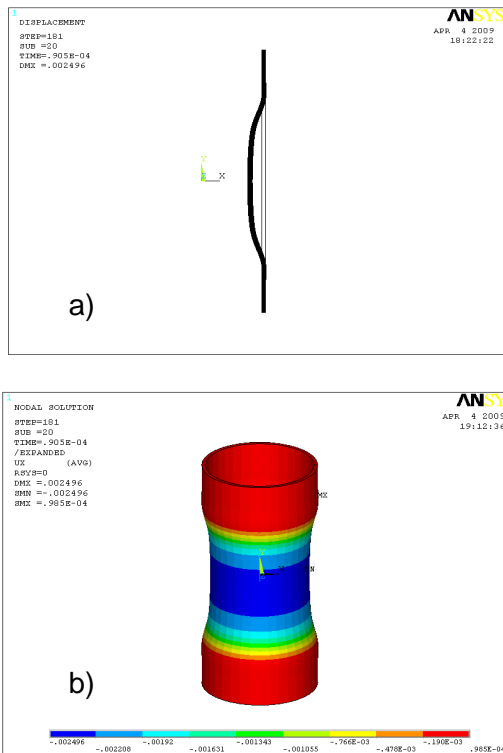 1
DISPLACEMENT
STEP=181
SUB =20
TIME=.905E-04
DMX =.002496
ANSYS
APR 4 2009
18:22:22
Y
Z X
a)
1
NODAL SOLUTION
STEP=181
SUB =20
TIME=.905E-04
/EXPANDED
UX (AVG)
RSYS=0
DMX =.002496
SMN =-.002496
SMX =.985E-04
ANSYS
APR 4 2009
19:12:36
MX
Y
N
b)
-.002496 -.00192 -.001343 -.766E-03 -.190E-03
-.002208 -.001631 -.001055 -.478E-03 .985E-04